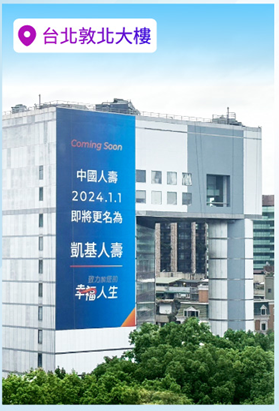 台北敦北大樓
Coming Soon
中國人壽
2024.1.1
即將更名為
凱基人壽
幸福人生